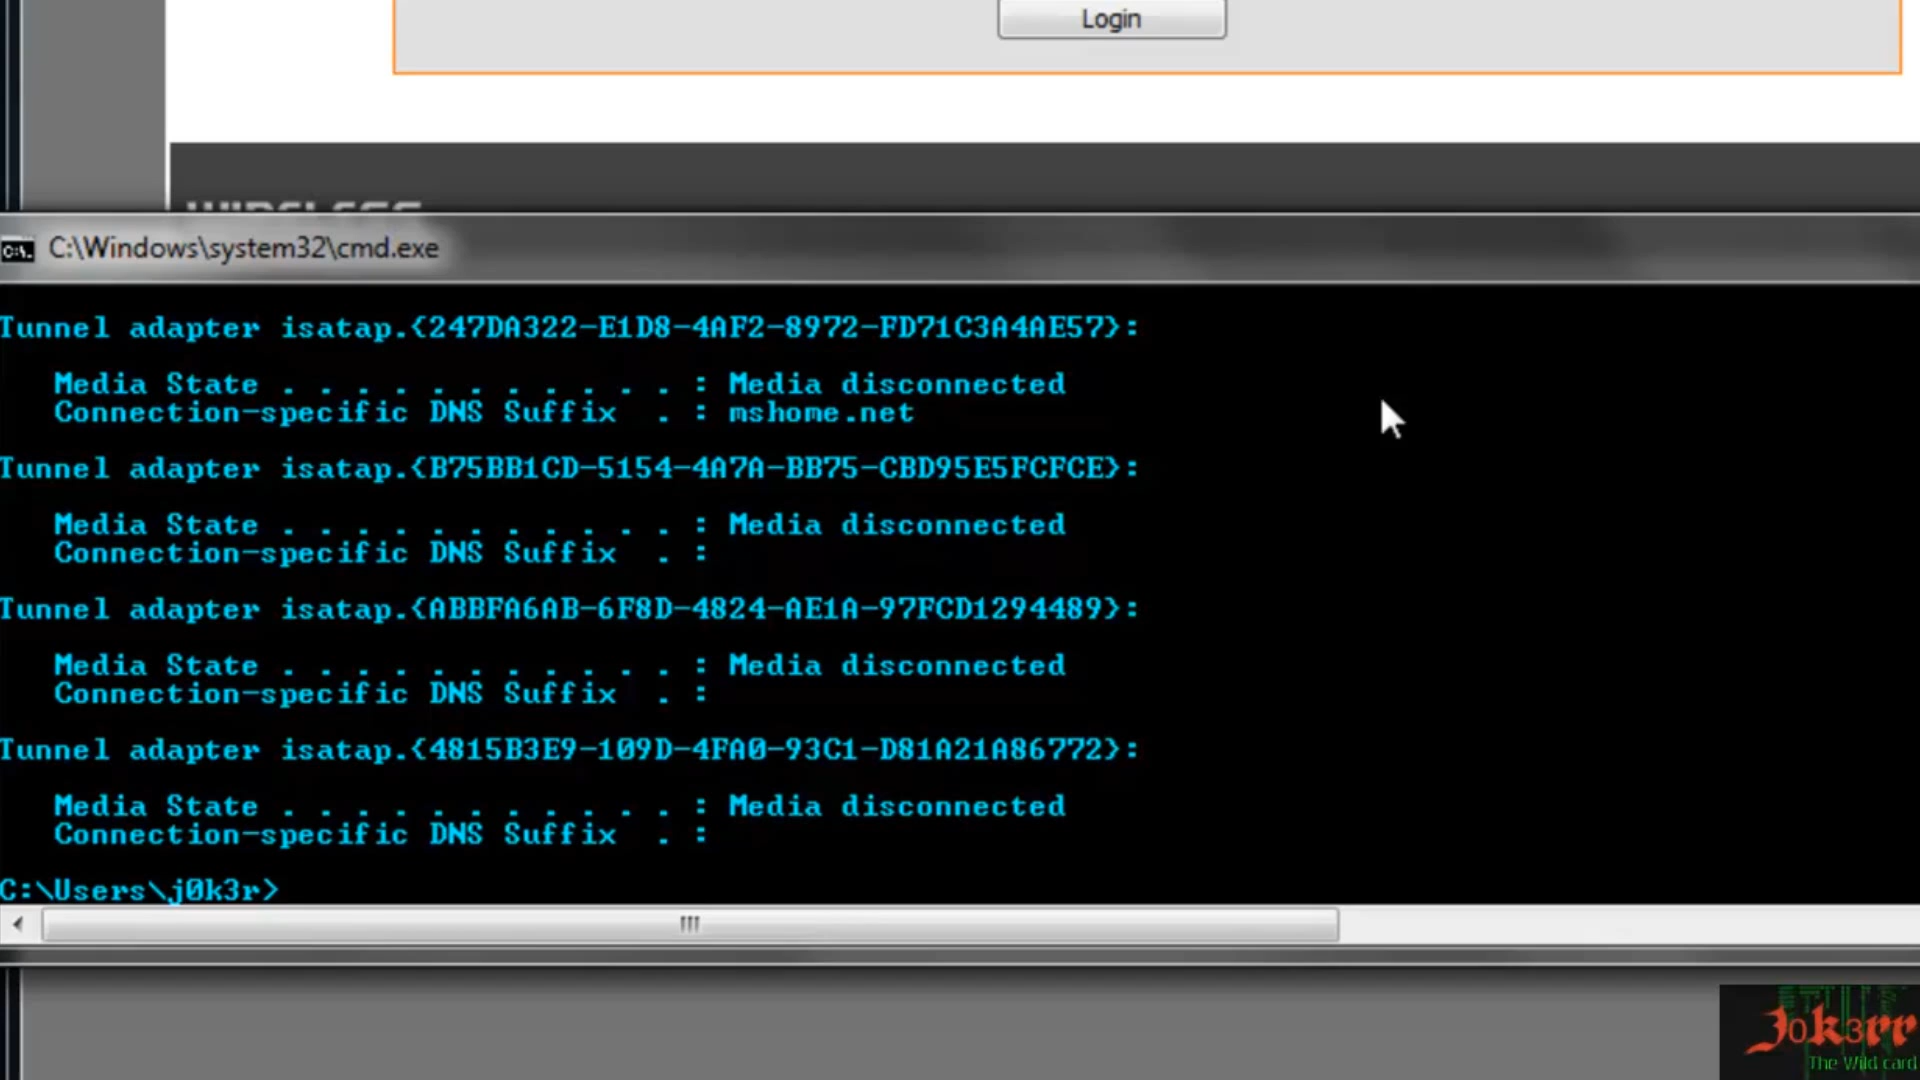 Login
WIRELESS
C:\Windows\system32\cmd.exe
Tunnel adapter isatap.{247DA322-E1D8-4AF2-8972-FD71C3A4AE57}:
Media State . . . . . . . . . . . : Media disconnected
Connection-specific DNS Suffix  . : mshome.net
Tunnel adapter isatap.{B75BB1CD-5154-4A7A-BB75-CBD95E5FCFCE}:
Media State . . . . . . . . . . . : Media disconnected
Connection-specific DNS Suffix  . :
Tunnel adapter isatap.{ABBFA6AB-6F8D-4824-AE1A-97FCD1294489}:
Media State . . . . . . . . . . . : Media disconnected
Connection-specific DNS Suffix  . :
Tunnel adapter isatap.{4815B3E9-109D-4FA0-93C1-D81A21A86772}:
Media State . . . . . . . . . . . : Media disconnected
Connection-specific DNS Suffix  . :
C:\Users\j0k3r>
J0k3rr
The Wild card